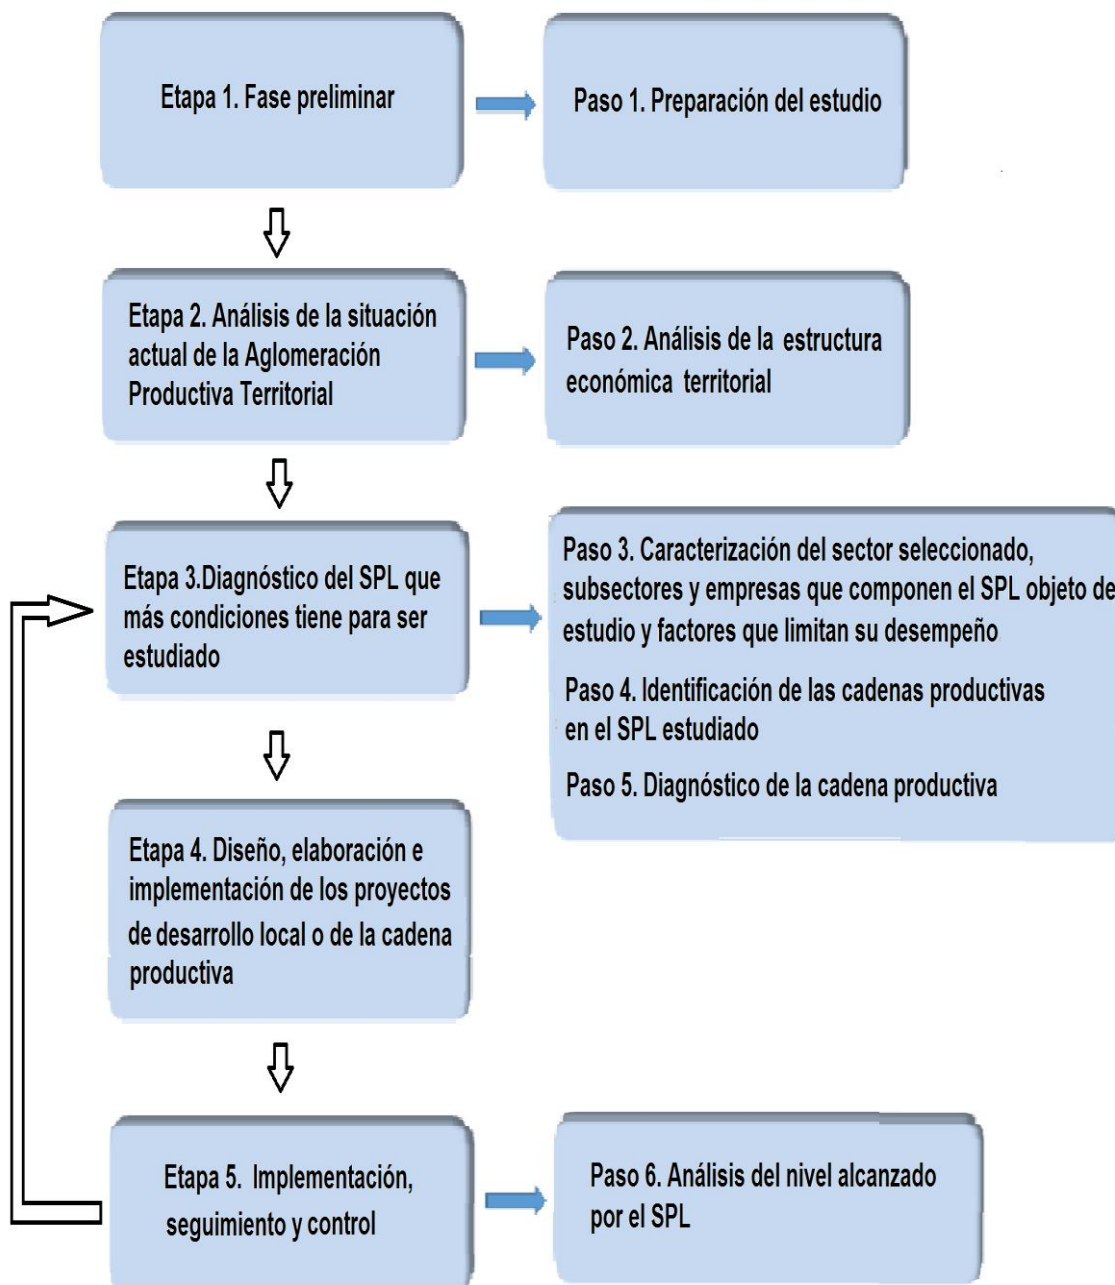 Etapa 1. Fase preliminar
Paso 1. Preparación del estudio
Etapa 2. Análisis de la situación
actual de la Aglomeración
Productiva Territorial
Paso 2. Análisis de la estructura
económica territorial
Etapa 3.Diagnóstico del SPL que
más condiciones tiene para ser
estudiado
Paso 3. Caracterización del sector seleccionado,
subsectores y empresas que componen el SPL objeto de
estudio y factores que limitan su desempeño
Paso 4. Identificación de las cadenas productivas
en el SPL estudiado
Paso 5. Diagnóstico de la cadena productiva
Etapa 4. Diseño, elaboración e
implementación de los proyectos
de desarrollo local o de la cadena
productiva
Etapa 5. Implementación,
seguimiento y control
Paso 6. Análisis del nivel alcanzado
por el SPL